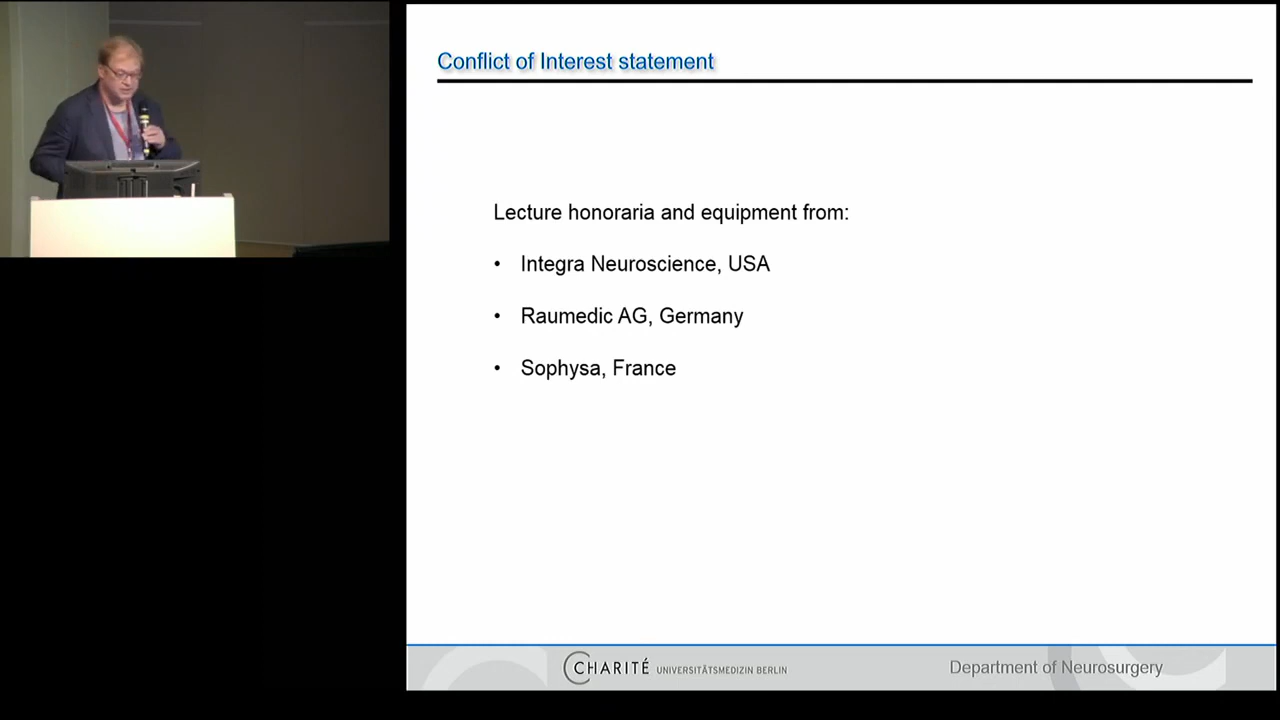 Conflict of Interest statement
Lecture honoraria and equipment from:
• Integra Neuroscience, USA
• Raumedic AG, Germany
• Sophysa, France
CHARITÉ UNIVERSITÄTSMEDIZIN BERLIN
Department of Neurosurgery